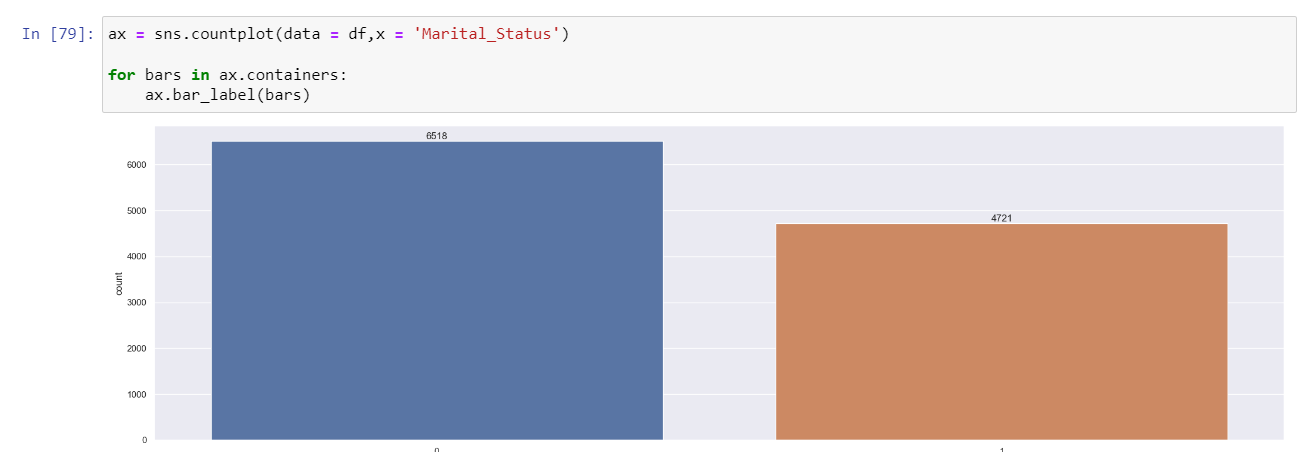 In [79]: ax = sns.countplot(data = df,x = 'Marital_Status')
for bars in ax.containers:
ax.bar_label(bars)
6518
6000
5000
4721
4000
count
3000
2000
1000
0
0 1